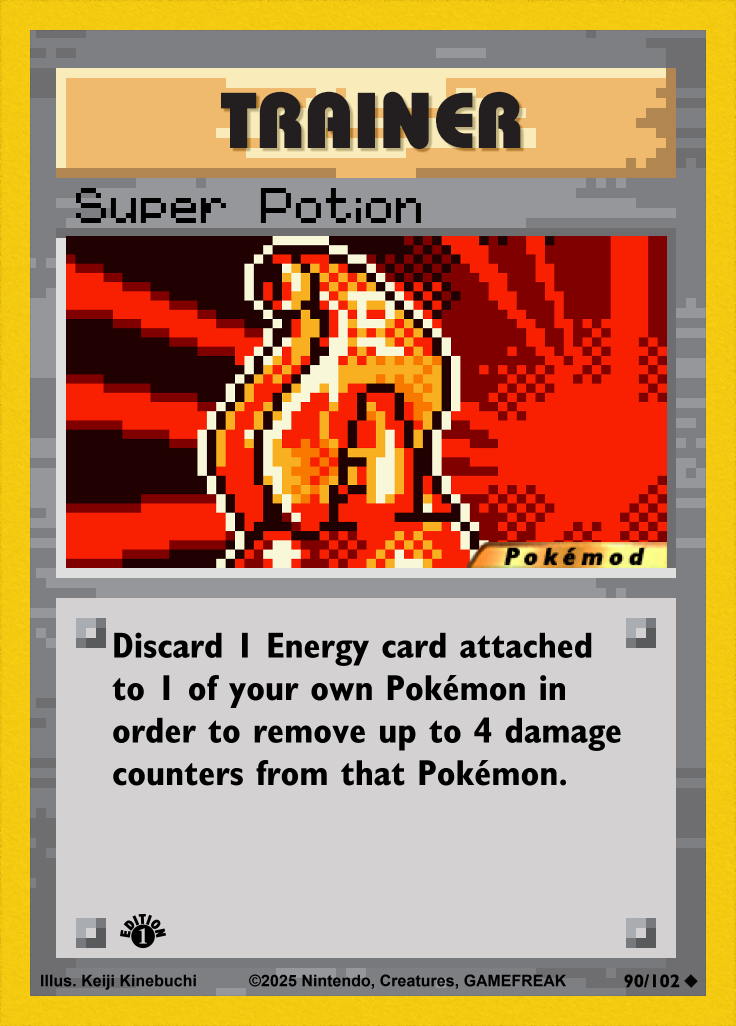 TRAINER
Super Potion
Pokémod
Discard 1 Energy card attached
to 1 of your own Pokémon in
order to remove up to 4 damage
counters from that Pokémon.
EDITION
1
Illus. Keiji Kinebuchi ©2025 Nintendo, Creatures, GAMEFREAK 90/102 ◆